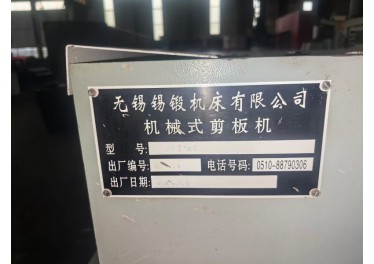 无锡锡锻机床有限公司
机械式剪板机
型 号:
出厂编号: 电话号码: 0510-88790306
出厂日期: